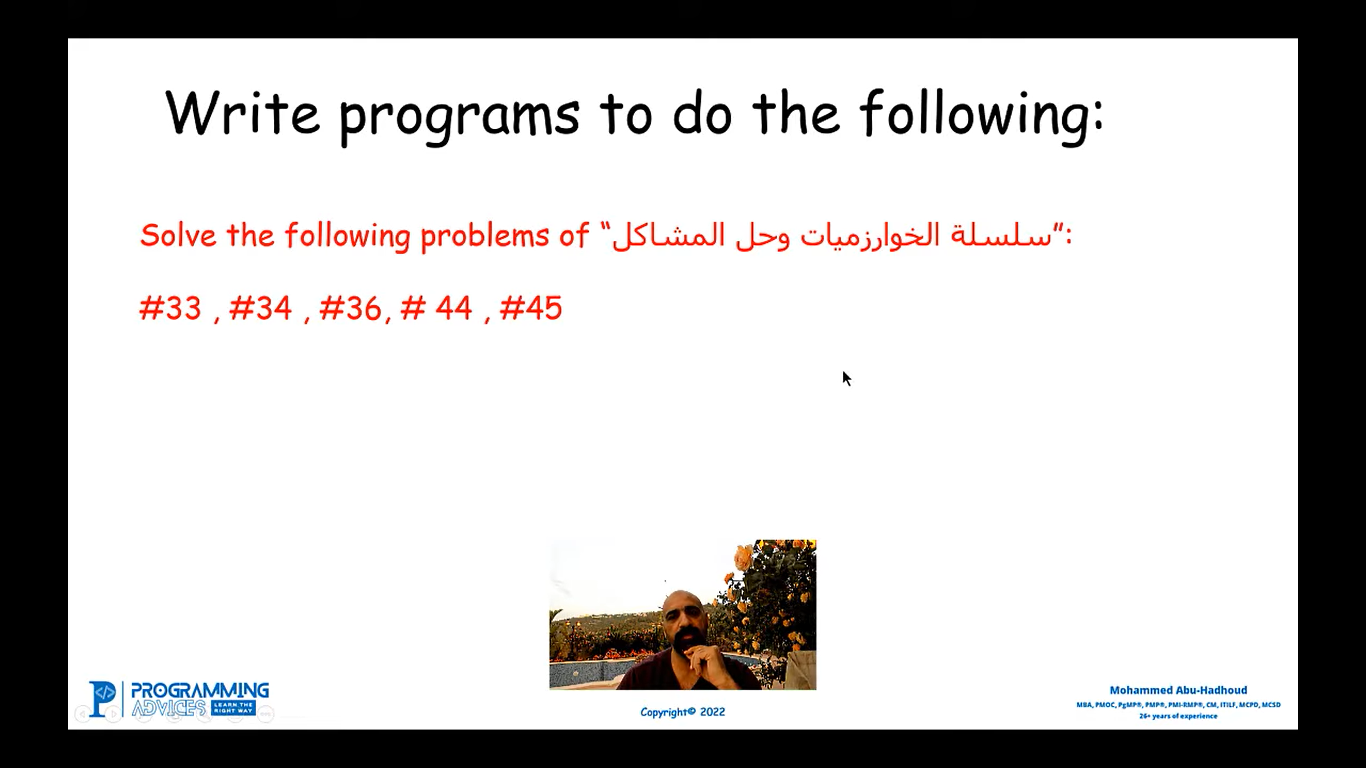 Write programs to do the following:
Solve the following problems of “سلسلة الخوارزميات وحل المشاكل”:
#33 , #34 , #36, # 44 , #45
PROGRAMMING
ADVICES LEARN THE RIGHT WAY
Copyright© 2022
Mohammed Abu-Hadhoud
MBA, PMOC, PgMP®, PMP®, PMI-RMP®, CM, ITILF, MCPD, MCSD
26+ years of experience